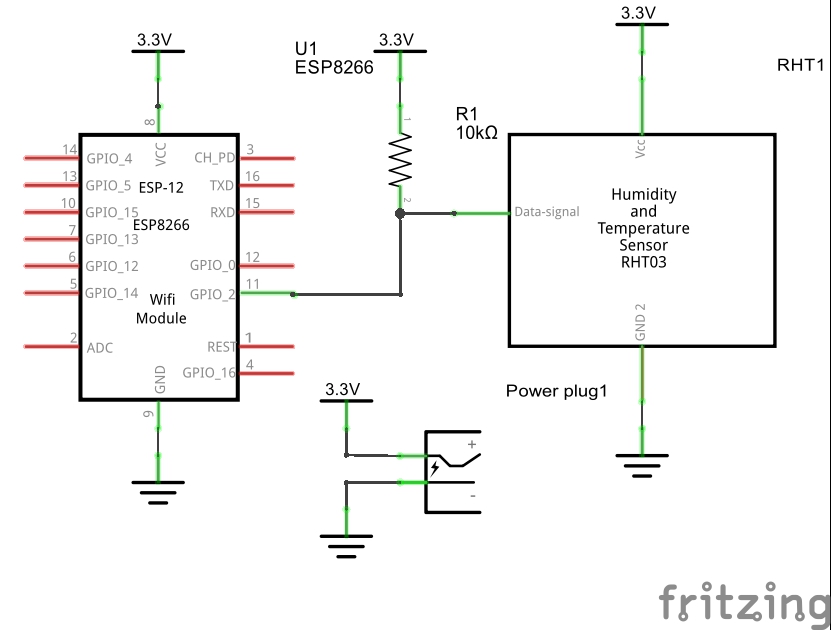 3.3V
U1
ESP8266
3.3V
3.3V
RHT1
8
VCC
14
GPIO_4
13
GPIO_5
10
GPIO_15
7
GPIO_13
6
GPIO_12
5
GPIO_14
2
ADC
ESP-12
ESP8266
Wifi
Module
CH_PD
3
TXD
16
RXD
15
GPIO_0
12
GPIO_2
11
REST
1
GPIO_16
4
GND
9
1
2
R1
10kΩ
Vcc
Data-signal
Humidity
and
Temperature
Sensor
RHT03
GND 2
3.3V
Power plug1
+
-
fritzing